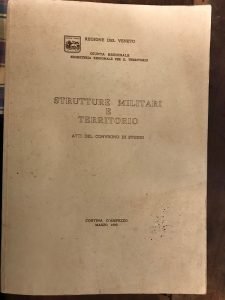 REGIONE DEL VENETO
GIUNTA REGIONALE
SEGRETERIA REGIONALE PER IL TERRITORIO
STRUTTURE MILITARI
E
TERRITORIO
ATTI DEL CONVEGNO DI STUDIO
CORTINA D'AMPEZZO
MARZO